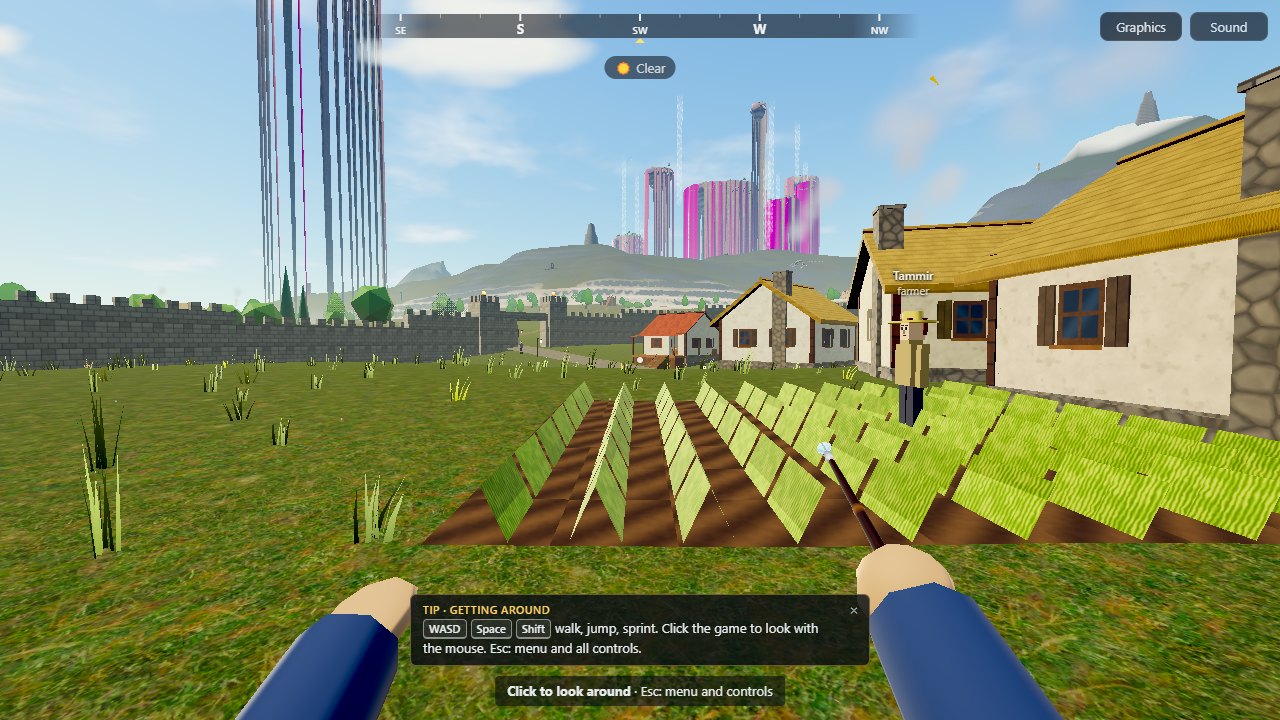 SE S SW W NW
Graphics
Sound
Clear
Tammir
farmer
TIP · GETTING AROUND
WASD Space Shift walk, jump, sprint. Click the game to look with
the mouse. Esc: menu and all controls.
Click to look around · Esc: menu and controls